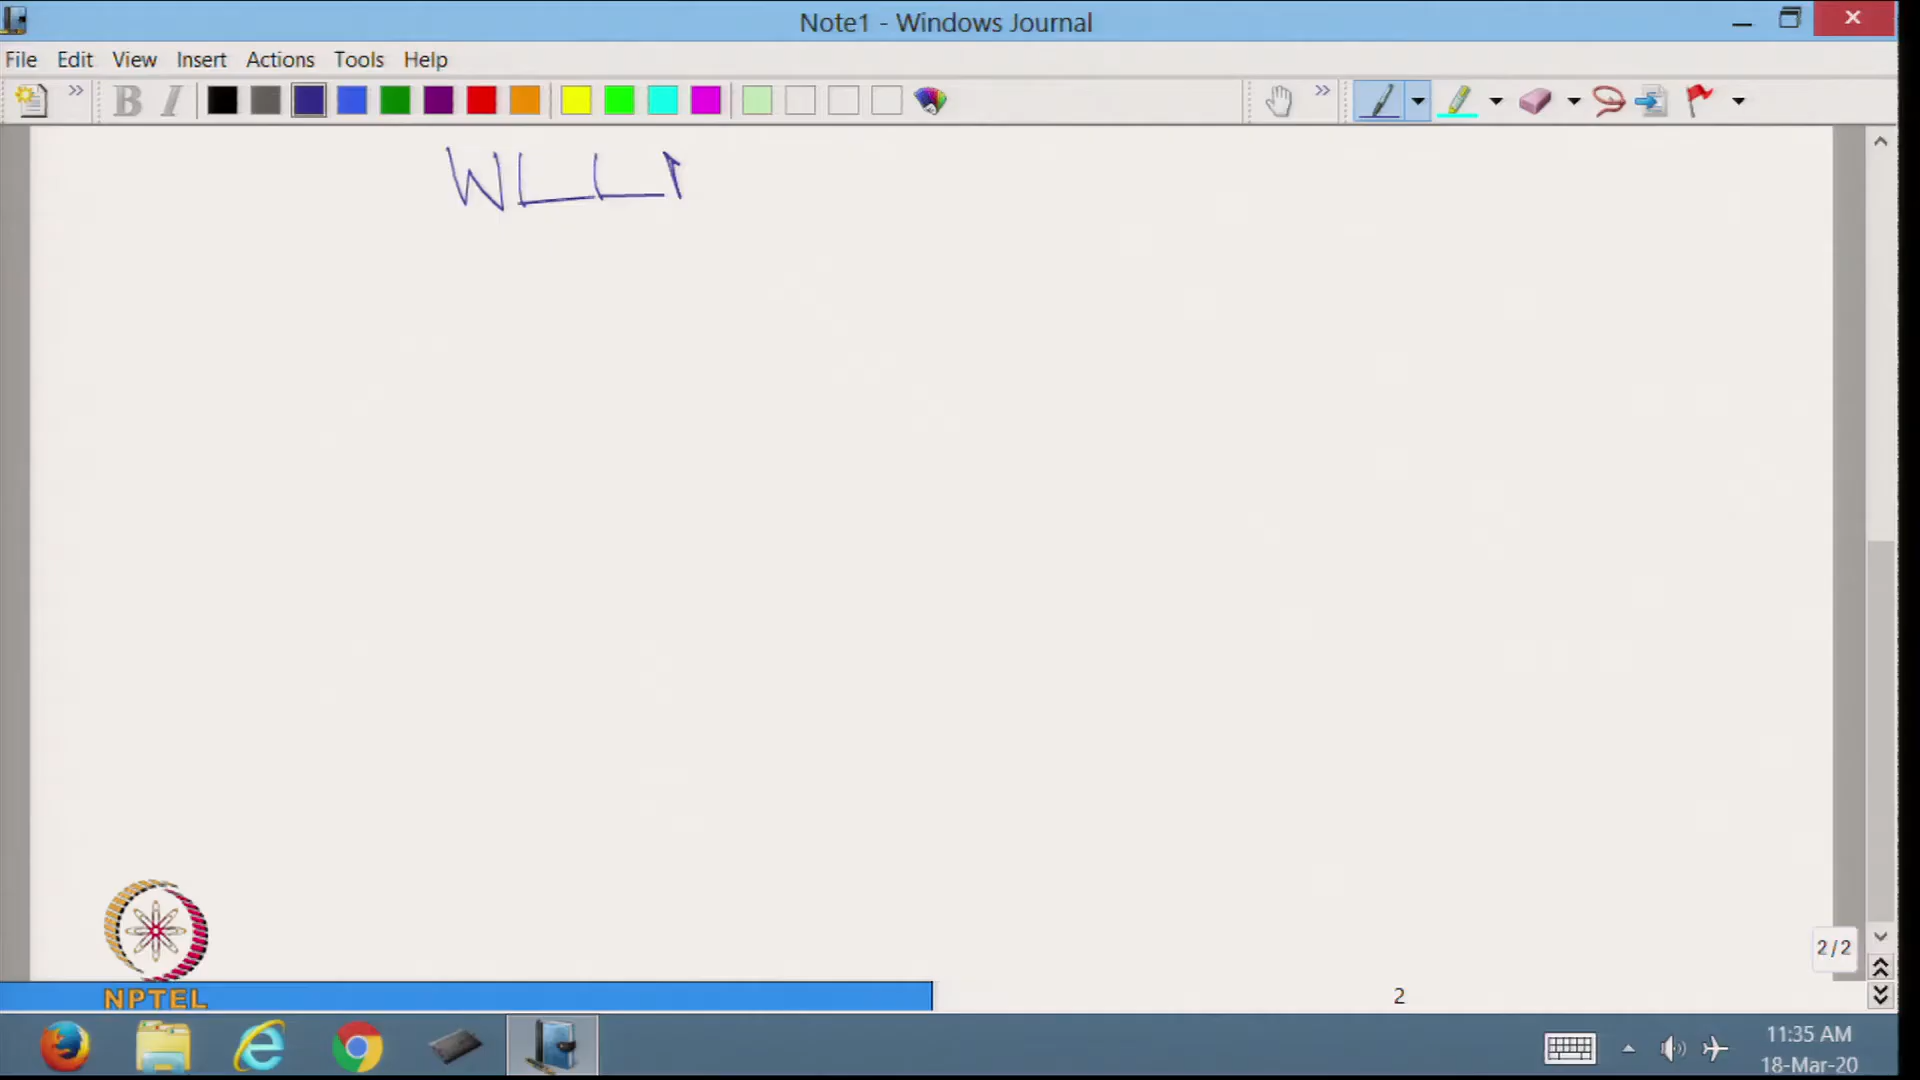 Note1 - Windows Journal
File Edit View Insert Actions Tools Help
B I
WLL
2/2
NPTEL
2
11:35 AM
18-Mar-20